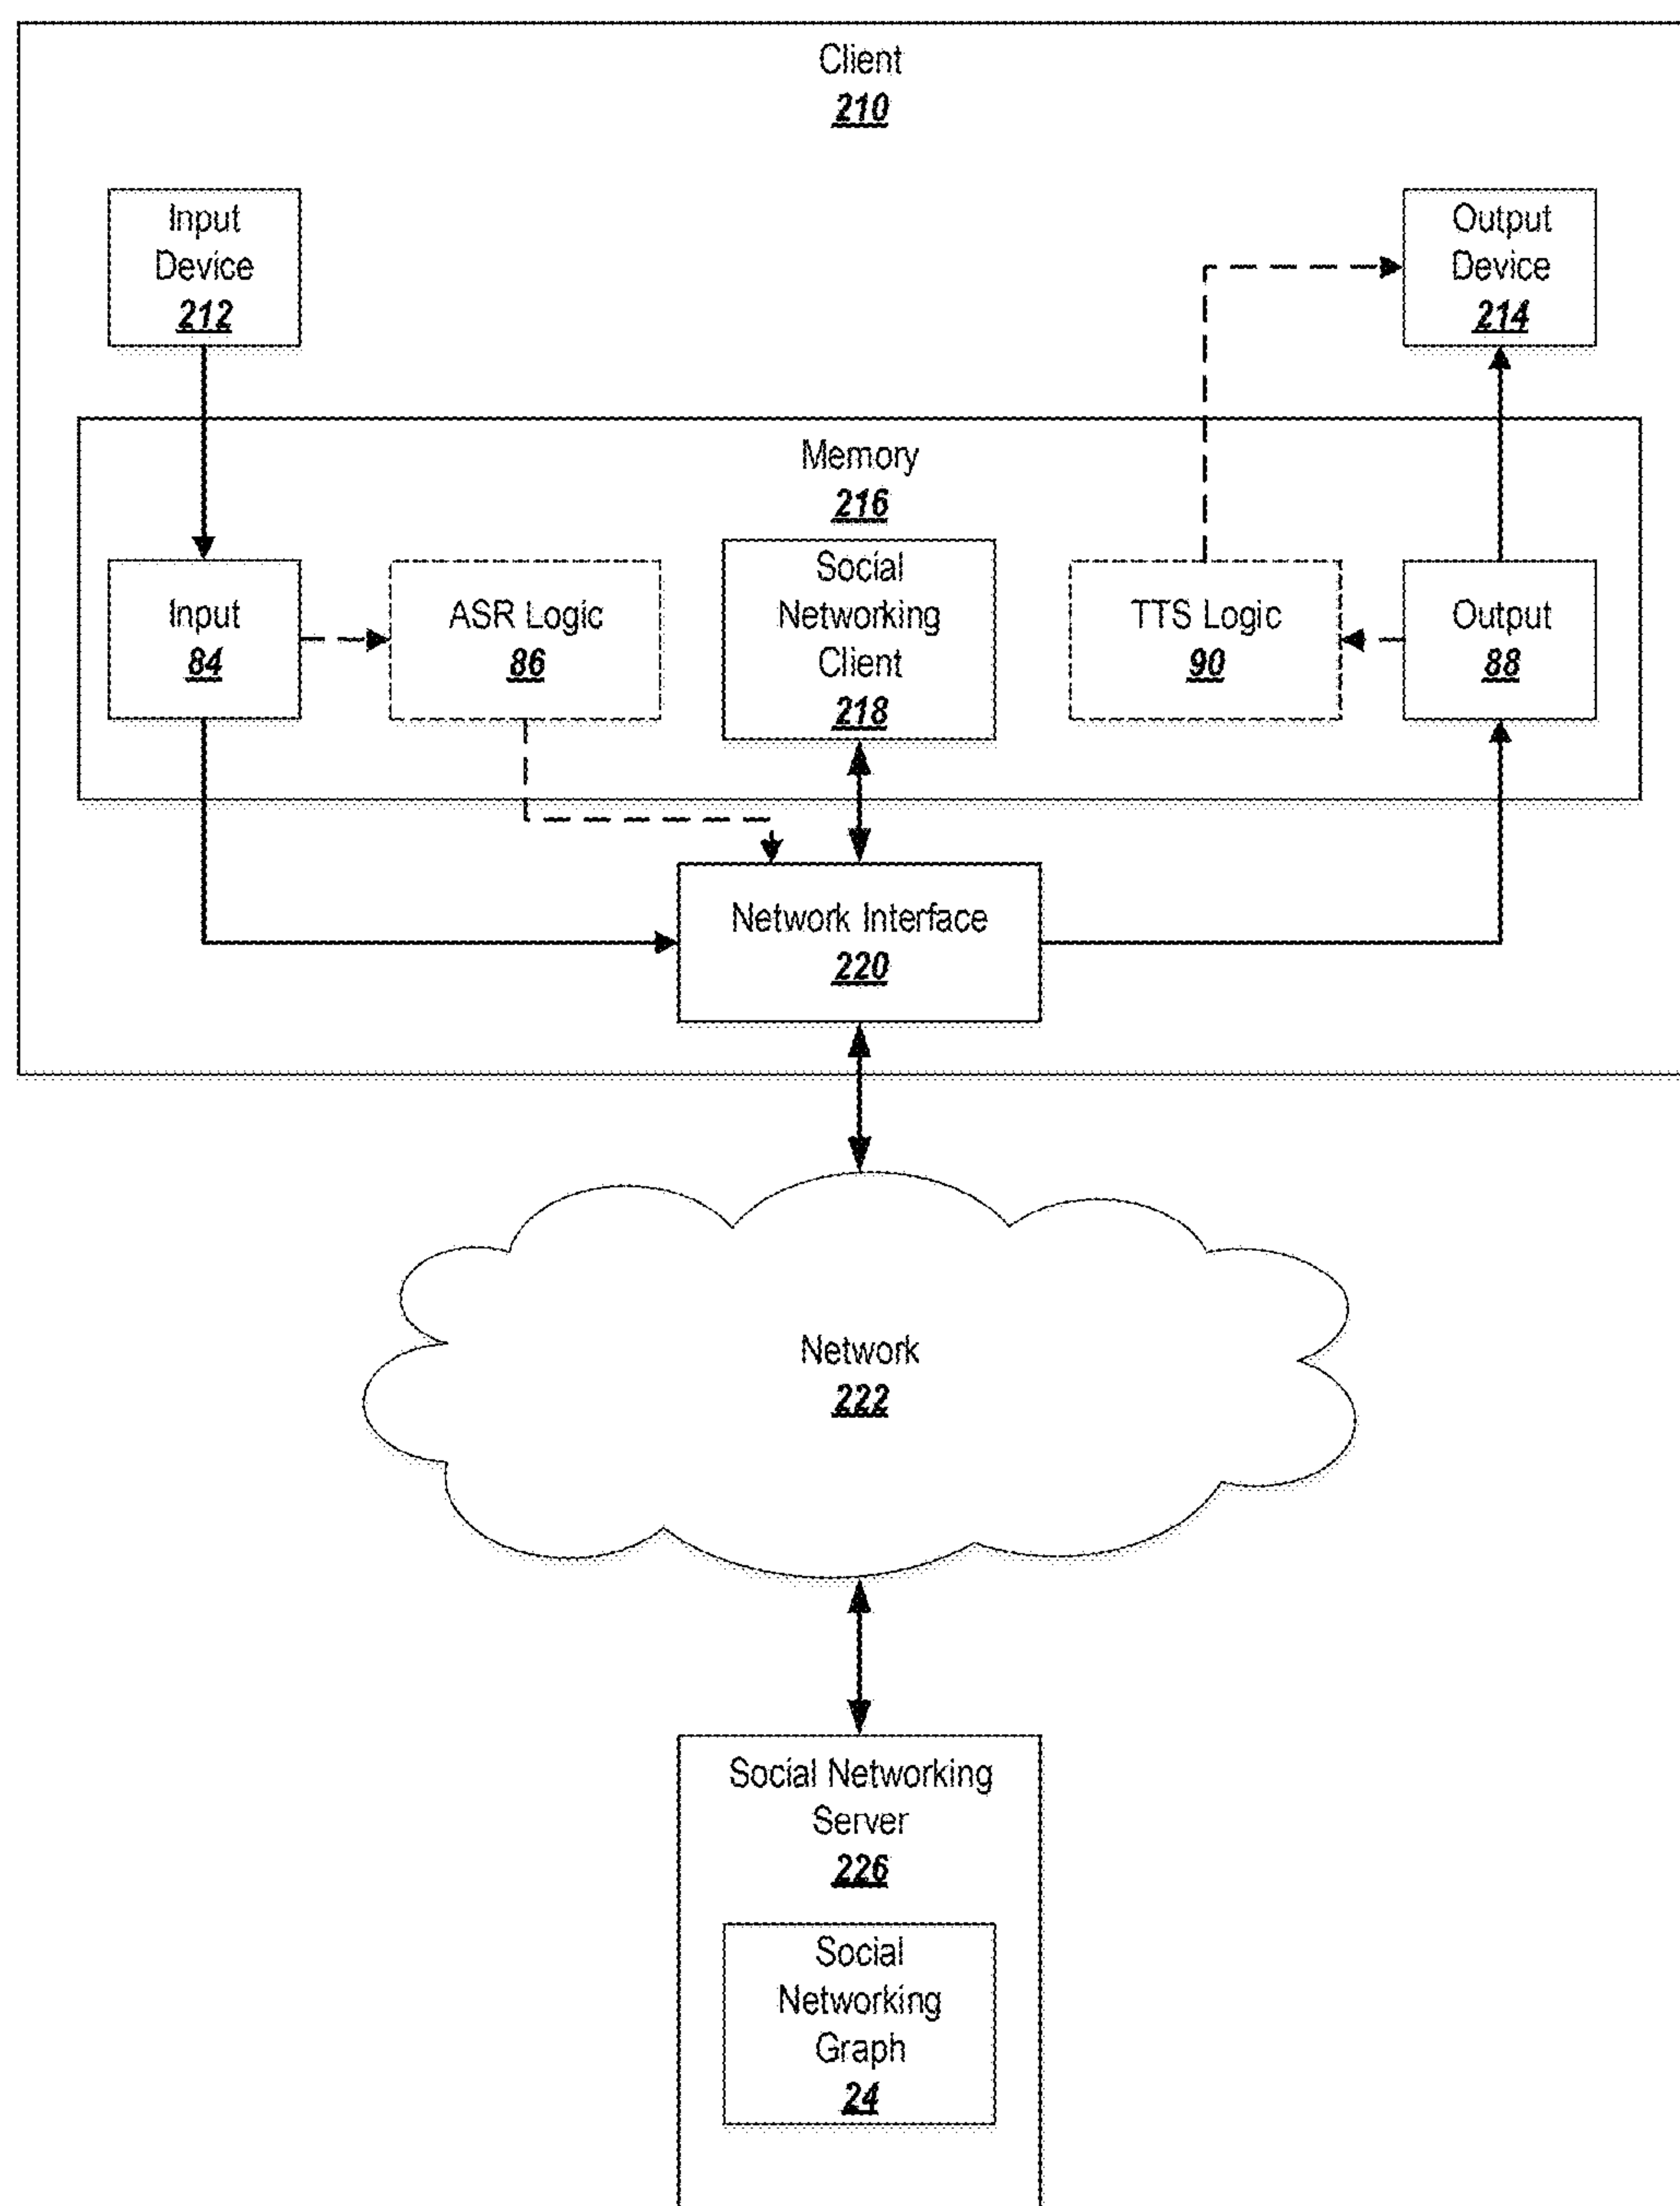 Client
210
Input
Device
212
Output
Device
214
Memory
216
Input
84
ASR Logic
86
Social
Networking
Client
218
TTS Logic
90
Output
88
Network Interface
220
Network
222
Social Networking
Server
226
Social
Networking
Graph
24